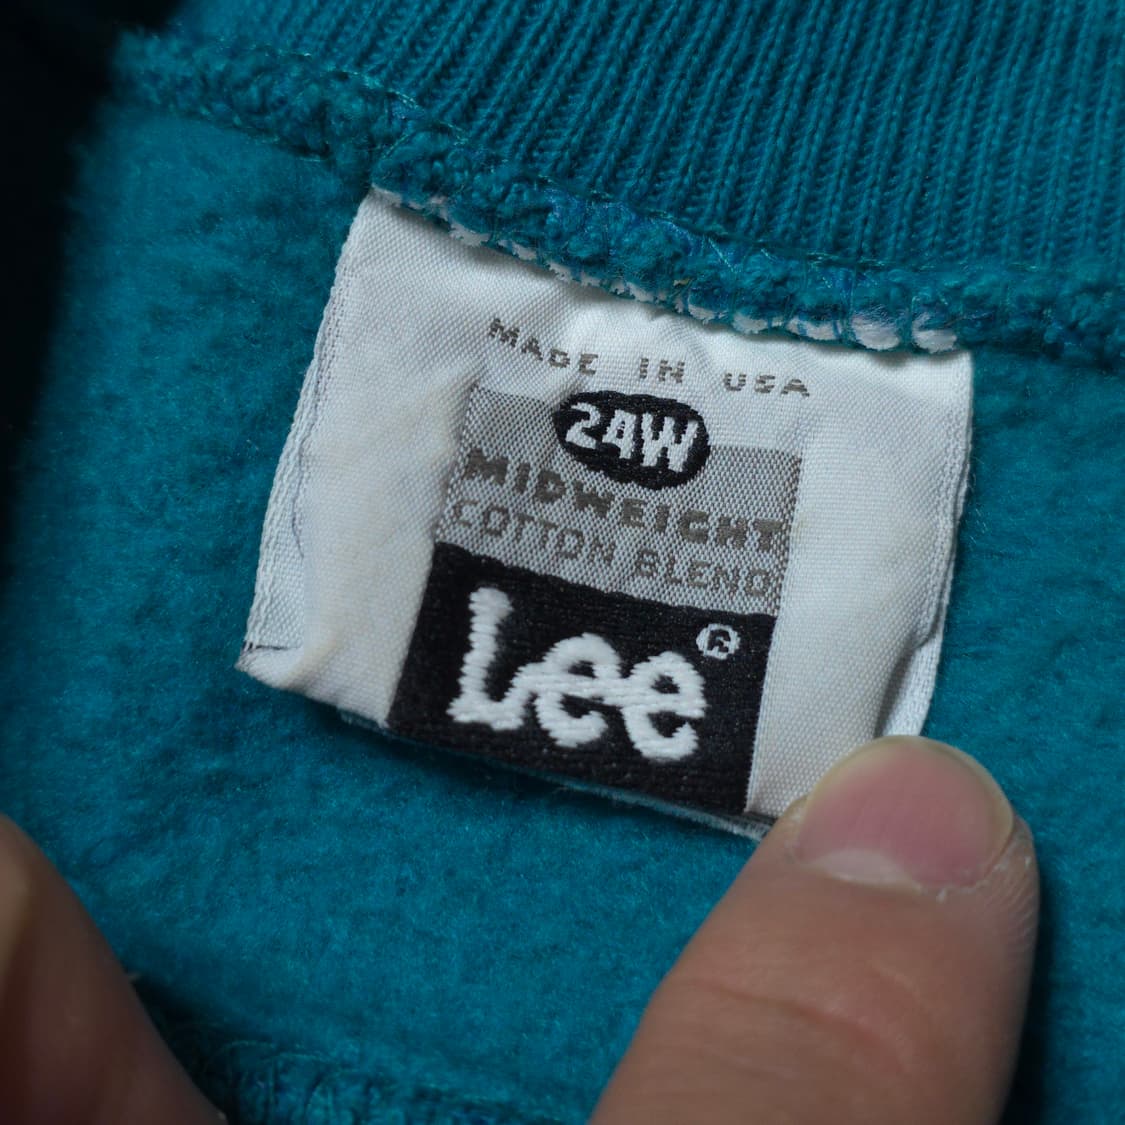 MADE IN USA
24W
MIDWEIGHT
COTTON BLEND
Lee®